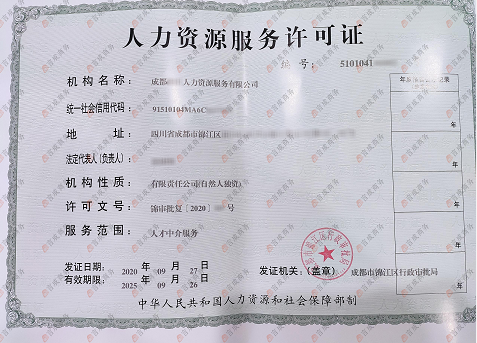 人力资源服务许可证
编 号： 5101041
机构名称： 成都 人力资源服务有限公司
统一社会信用代码： 91510104MA6C
地 址： 四川省成都市锦江区
法定代表人（负责人）：
机构性质： 有限责任公司(自然人独资)
许可文号： 锦审批复〔2020〕 号
服务范围： 人才中介服务
发证日期： 2020 年 09 月 27 日
有效期限： 2025 年 09 月 26 日
发证机关：（盖章） 成都市锦江区行政审批局
中华人民共和国人力资源和社会保障部制
年
年
年